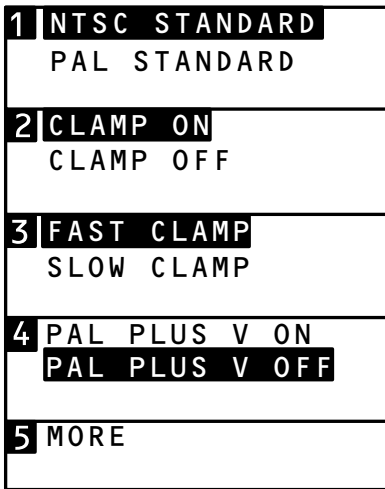 1 NTSC STANDARD
PAL STANDARD
2 CLAMP ON
CLAMP OFF
3 FAST CLAMP
SLOW CLAMP
4 PAL PLUS V ON
PAL PLUS V OFF
5 MORE